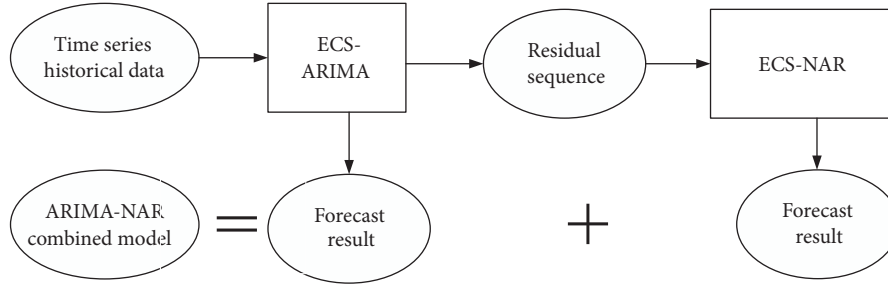 Time series
historical data
ECS-
ARIMA
Residual
sequence
ECS-NAR
ARIMA-NAR
combined model
=
Forecast
result
+
Forecast
result